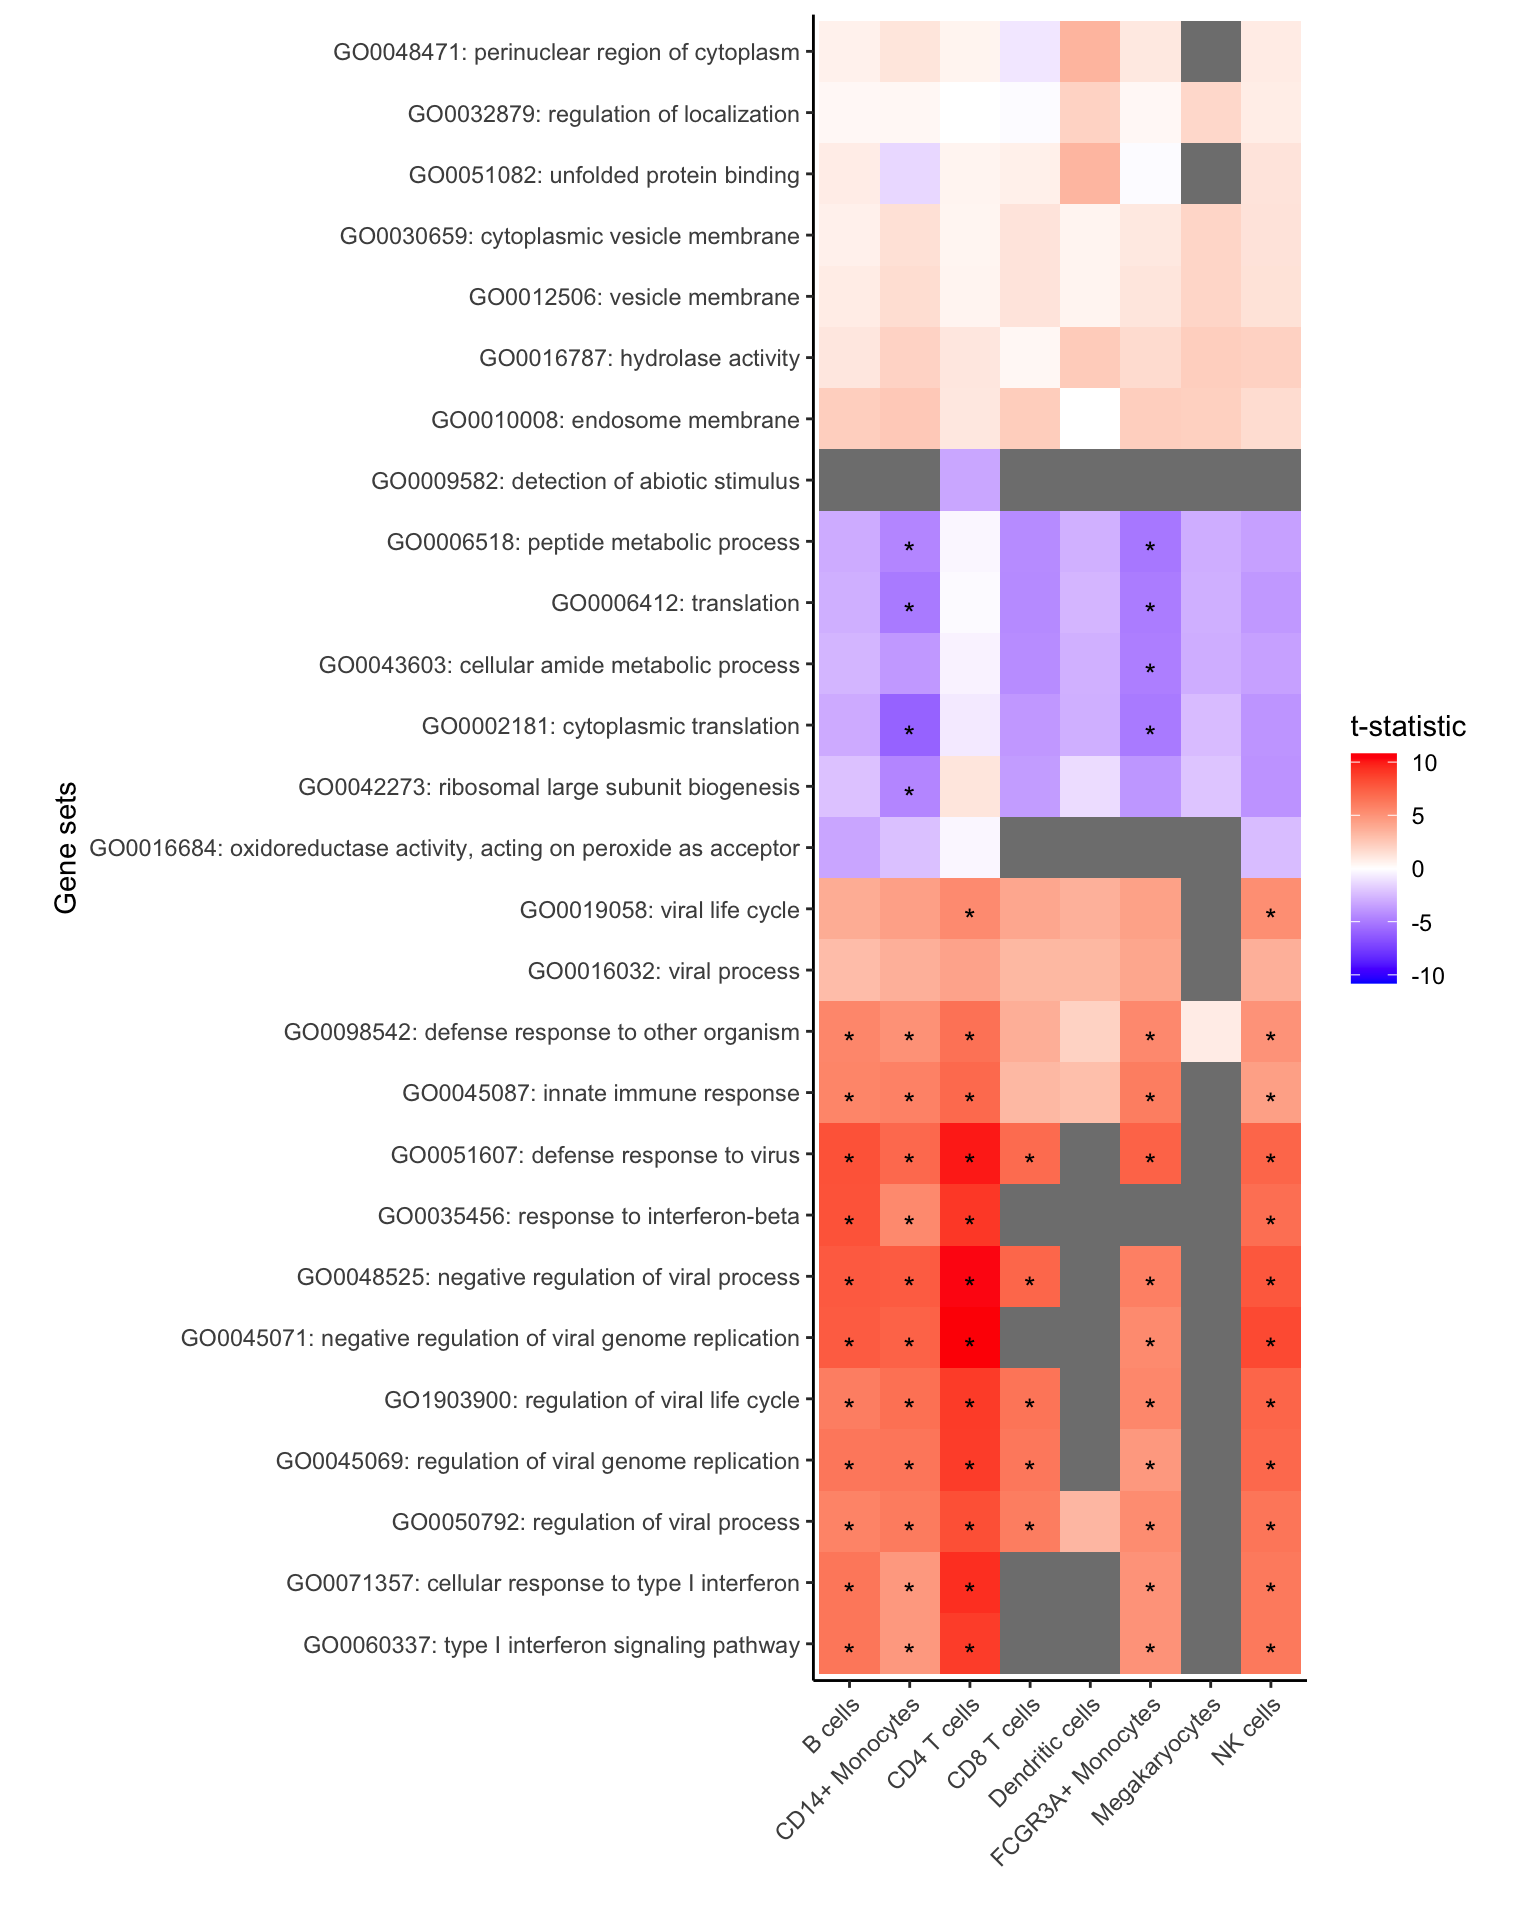 GO0048471: perinuclear region of cytoplasm
GO0032879: regulation of localization
GO0051082: unfolded protein binding
GO0030659: cytoplasmic vesicle membrane
GO0012506: vesicle membrane
GO0016787: hydrolase activity
GO0010008: endosome membrane
GO0009582: detection of abiotic stimulus
GO0006518: peptide metabolic process
* *
GO0006412: translation
* *
GO0043603: cellular amide metabolic process
*
GO0002181: cytoplasmic translation
* *
GO0042273: ribosomal large subunit biogenesis
*
GO0016684: oxidoreductase activity, acting on peroxide as acceptor
GO0019058: viral life cycle
* *
GO0016032: viral process
GO0098542: defense response to other organism
* * * * *
GO0045087: innate immune response
* * * * *
GO0051607: defense response to virus
* * * * * *
GO0035456: response to interferon-beta
* * * *
GO0048525: negative regulation of viral process
* * * * * *
GO0045071: negative regulation of viral genome replication
* * * * *
GO1903900: regulation of viral life cycle
* * * * * *
GO0045069: regulation of viral genome replication
* * * * * *
GO0050792: regulation of viral process
* * * * * *
GO0071357: cellular response to type I interferon
* * * * *
GO0060337: type I interferon signaling pathway
* * * * *
Gene sets
B cells
CD14+ Monocytes
CD4 T cells
CD8 T cells
Dendritic cells
FCGR3A+ Monocytes
Megakaryocytes
NK cells
t-statistic
10
5
0
-5
-10